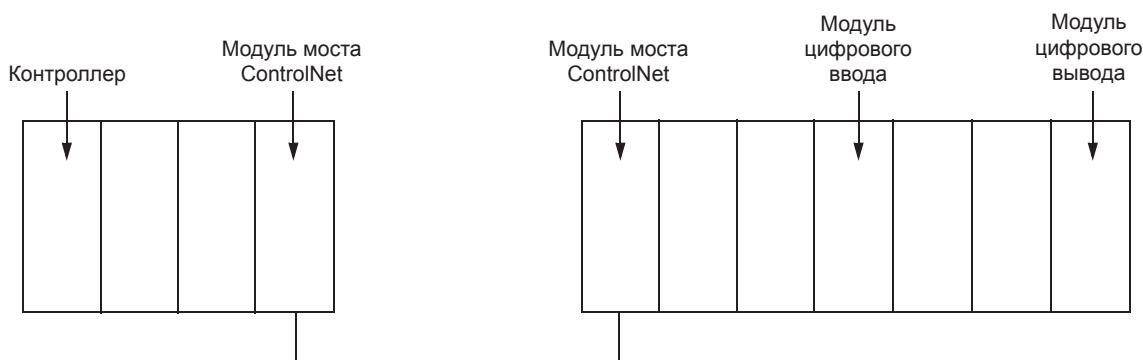 Контроллер
Модуль моста
ControlNet
Модуль моста
ControlNet
Модуль
цифрового
ввода
Модуль
цифрового
вывода